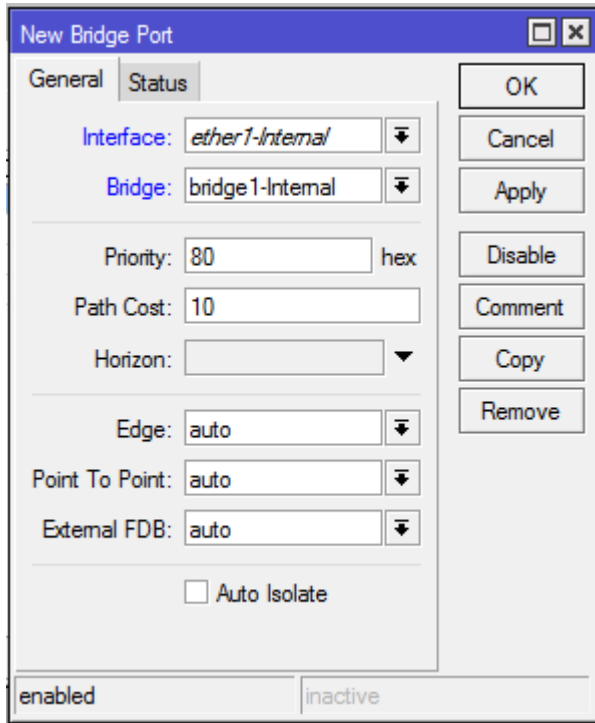 New Bridge Port
General Status
OK
Interface: ether1-Internal
Cancel
Bridge: bridge1-Internal
Apply
Priority: 80 hex
Disable
Path Cost: 10
Comment
Horizon:
Copy
Edge: auto
Remove
Point To Point: auto
External FDB: auto
Auto Isolate
enabled inactive